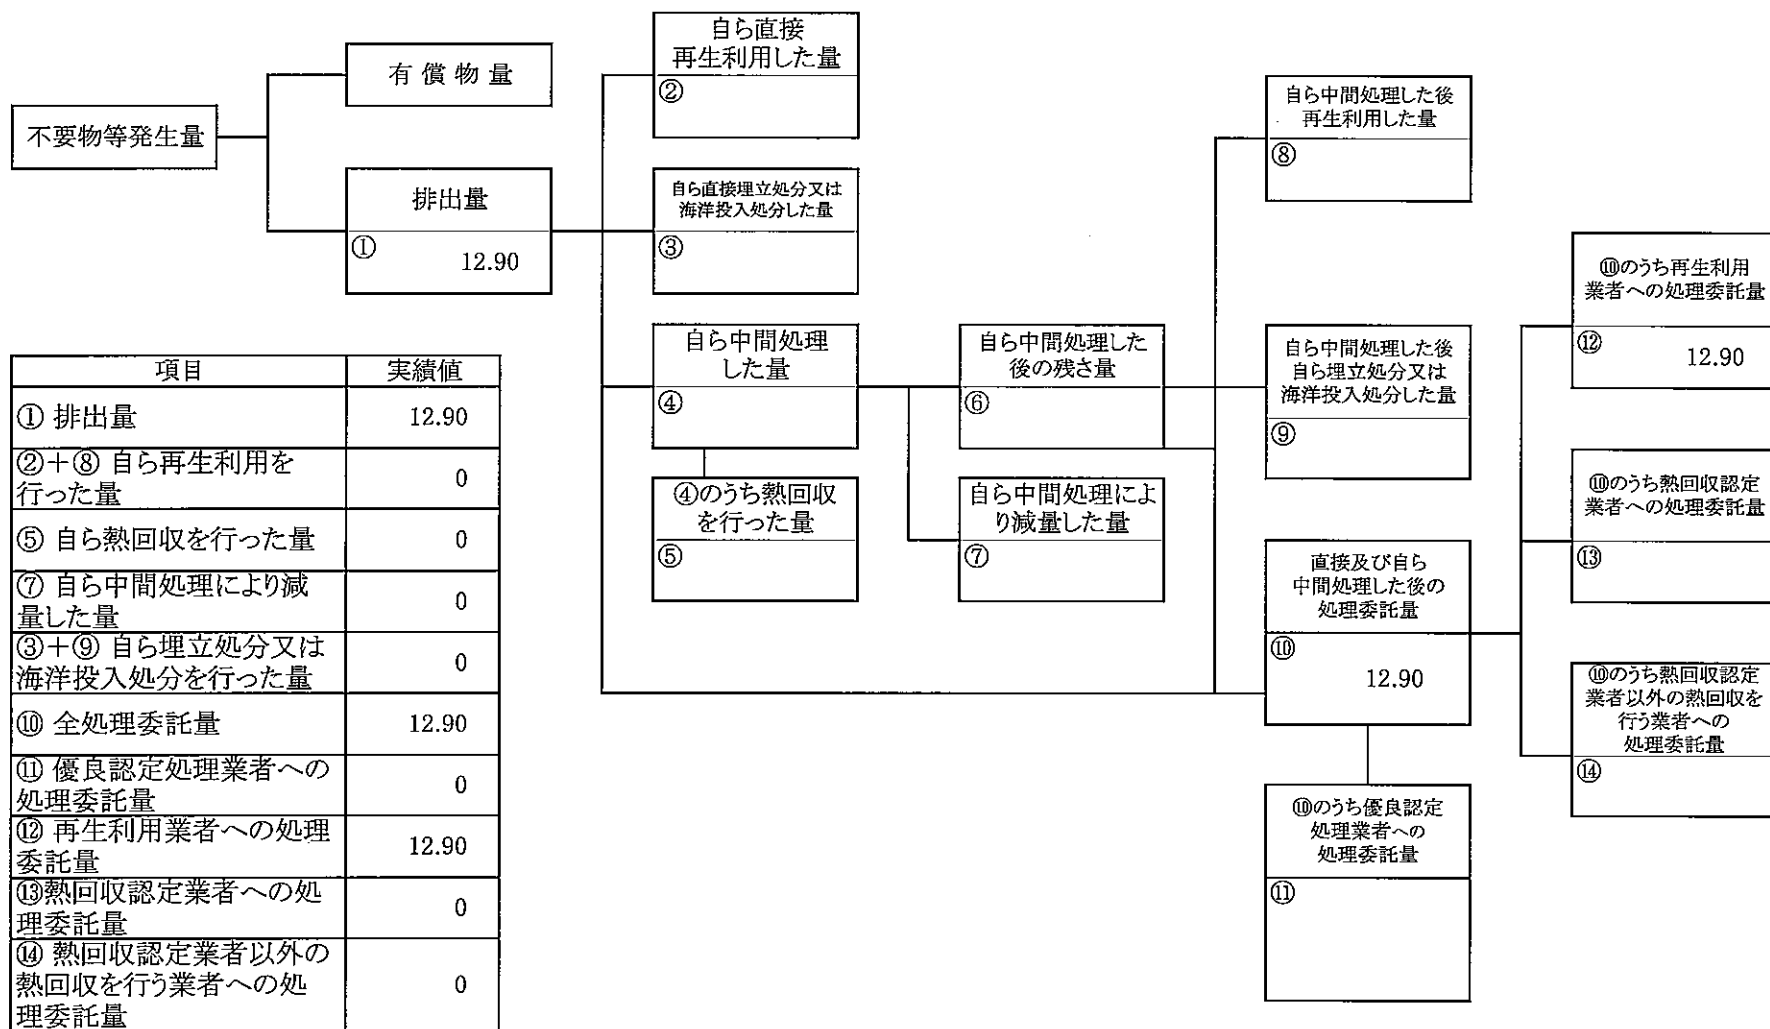 不要物等発生量
有償物量
排出量
①
12.90
自ら直接
再生利用した量
②
自ら直接埋立処分又は
海洋投入処分した量
③
自ら中間処理
した量
④
④のうち熱回収
を行った量
⑤
自ら中間処理した
後の残さ量
⑥
自ら中間処理によ
り減量した量
⑦
自ら中間処理した後
再生利用した量
⑧
自ら中間処理した後
自ら埋立処分又は
海洋投入処分した量
⑨
直接及び自ら
中間処理した後の
処理委託量
⑩
12.90
⑩のうち優良認定
処理業者への
処理委託量
⑪
⑩のうち再生利用
業者への処理委託量
⑫
12.90
⑩のうち熱回収認定
業者への処理委託量
⑬
⑩のうち熱回収認定
業者以外の熱回収を
行う業者への
処理委託量
⑭
項目 実績値
① 排出量 12.90
②+⑧ 自ら再生利用を
行った量 0
⑤ 自ら熱回収を行った量 0
⑦ 自ら中間処理により減
量した量 0
③+⑨ 自ら埋立処分又は
海洋投入処分を行った量 0
⑩ 全処理委託量 12.90
⑪ 優良認定処理業者への
処理委託量 0
⑫ 再生利用業者への処理
委託量 12.90
⑬熱回収認定業者への処
理委託量 0
⑭ 熱回収認定業者以外の
熱回収を行う業者への処
理委託量 0